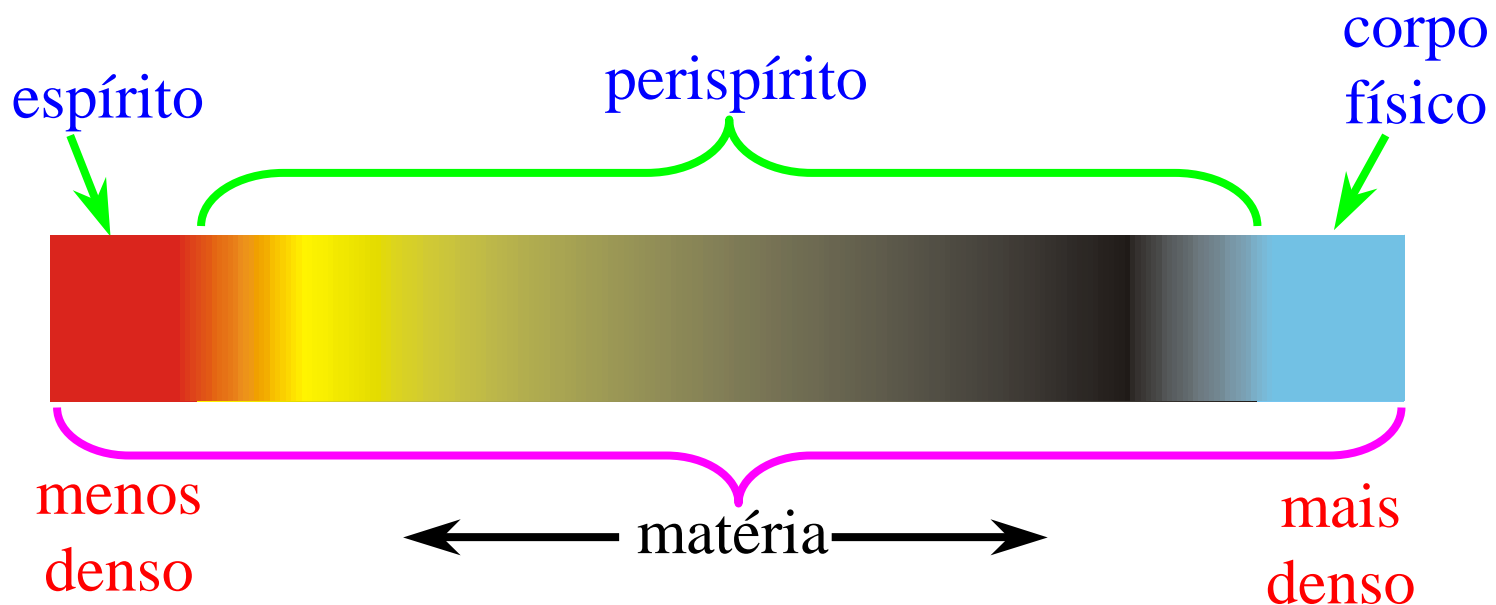 espírito
perispírito
corpo
físico
menos
denso
matéria
mais
denso